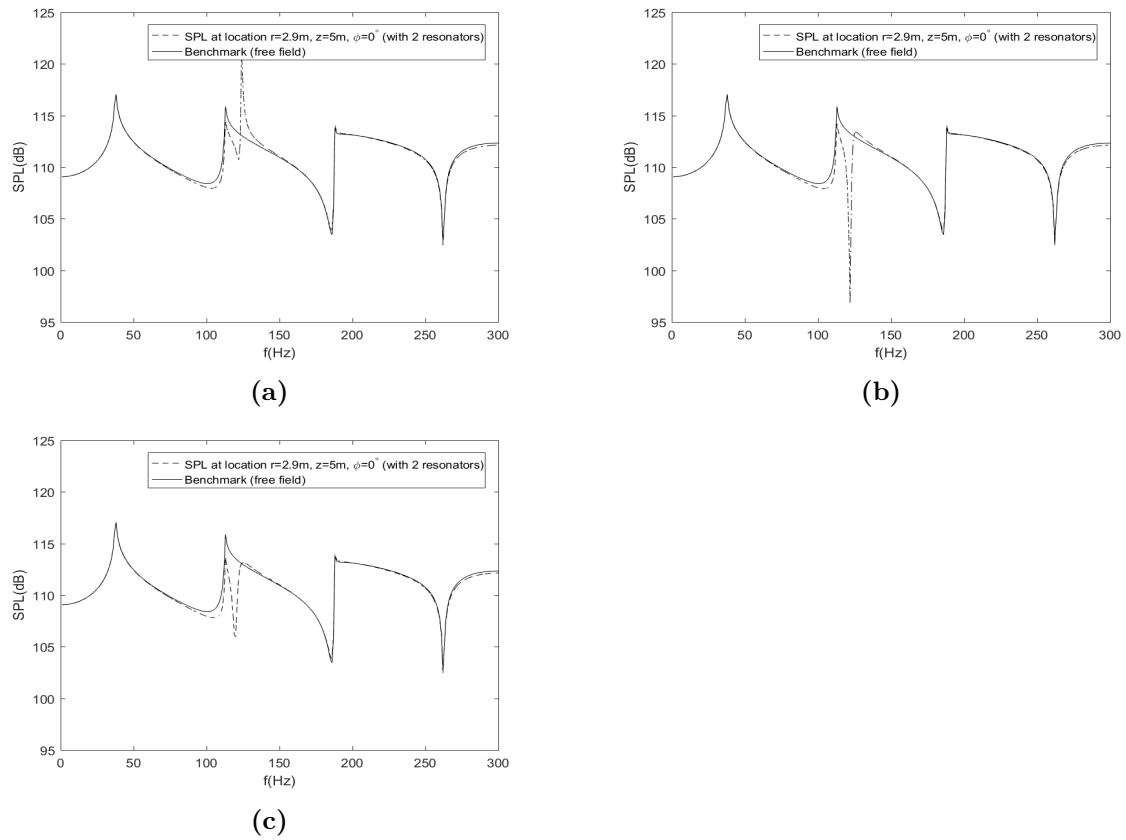 125
120
115
110
105
100
95
SPL(dB)
SPL at location r=2.9m, z=5m, ϕ=0° (with 2 resonators)
Benchmark (free field)
0 50 100 150 200 250 300
f(Hz)
(a)
125
120
115
110
105
100
95
SPL(dB)
SPL at location r=2.9m, z=5m, ϕ=0° (with 2 resonators)
Benchmark (free field)
0 50 100 150 200 250 300
f(Hz)
(b)
125
120
115
110
105
100
95
SPL(dB)
SPL at location r=2.9m, z=5m, ϕ=0° (with 2 resonators)
Benchmark (free field)
0 50 100 150 200 250 300
f(Hz)
(c)